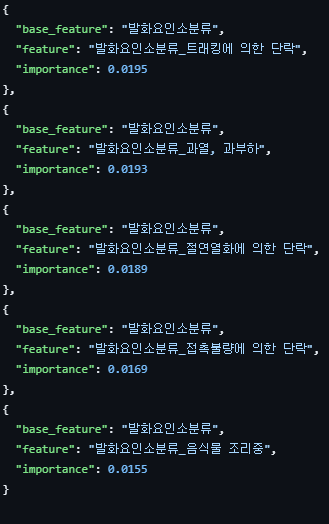 {
"base_feature": "발화요인소분류",
"feature": "발화요인소분류_트래킹에 의한 단락",
"importance": 0.0195
},
{
"base_feature": "발화요인소분류",
"feature": "발화요인소분류_과열, 과부하",
"importance": 0.0193
},
{
"base_feature": "발화요인소분류",
"feature": "발화요인소분류_절연열화에 의한 단락",
"importance": 0.0189
},
{
"base_feature": "발화요인소분류",
"feature": "발화요인소분류_접촉불량에 의한 단락",
"importance": 0.0169
},
{
"base_feature": "발화요인소분류",
"feature": "발화요인소분류_음식물 조리중",
"importance": 0.0155
}